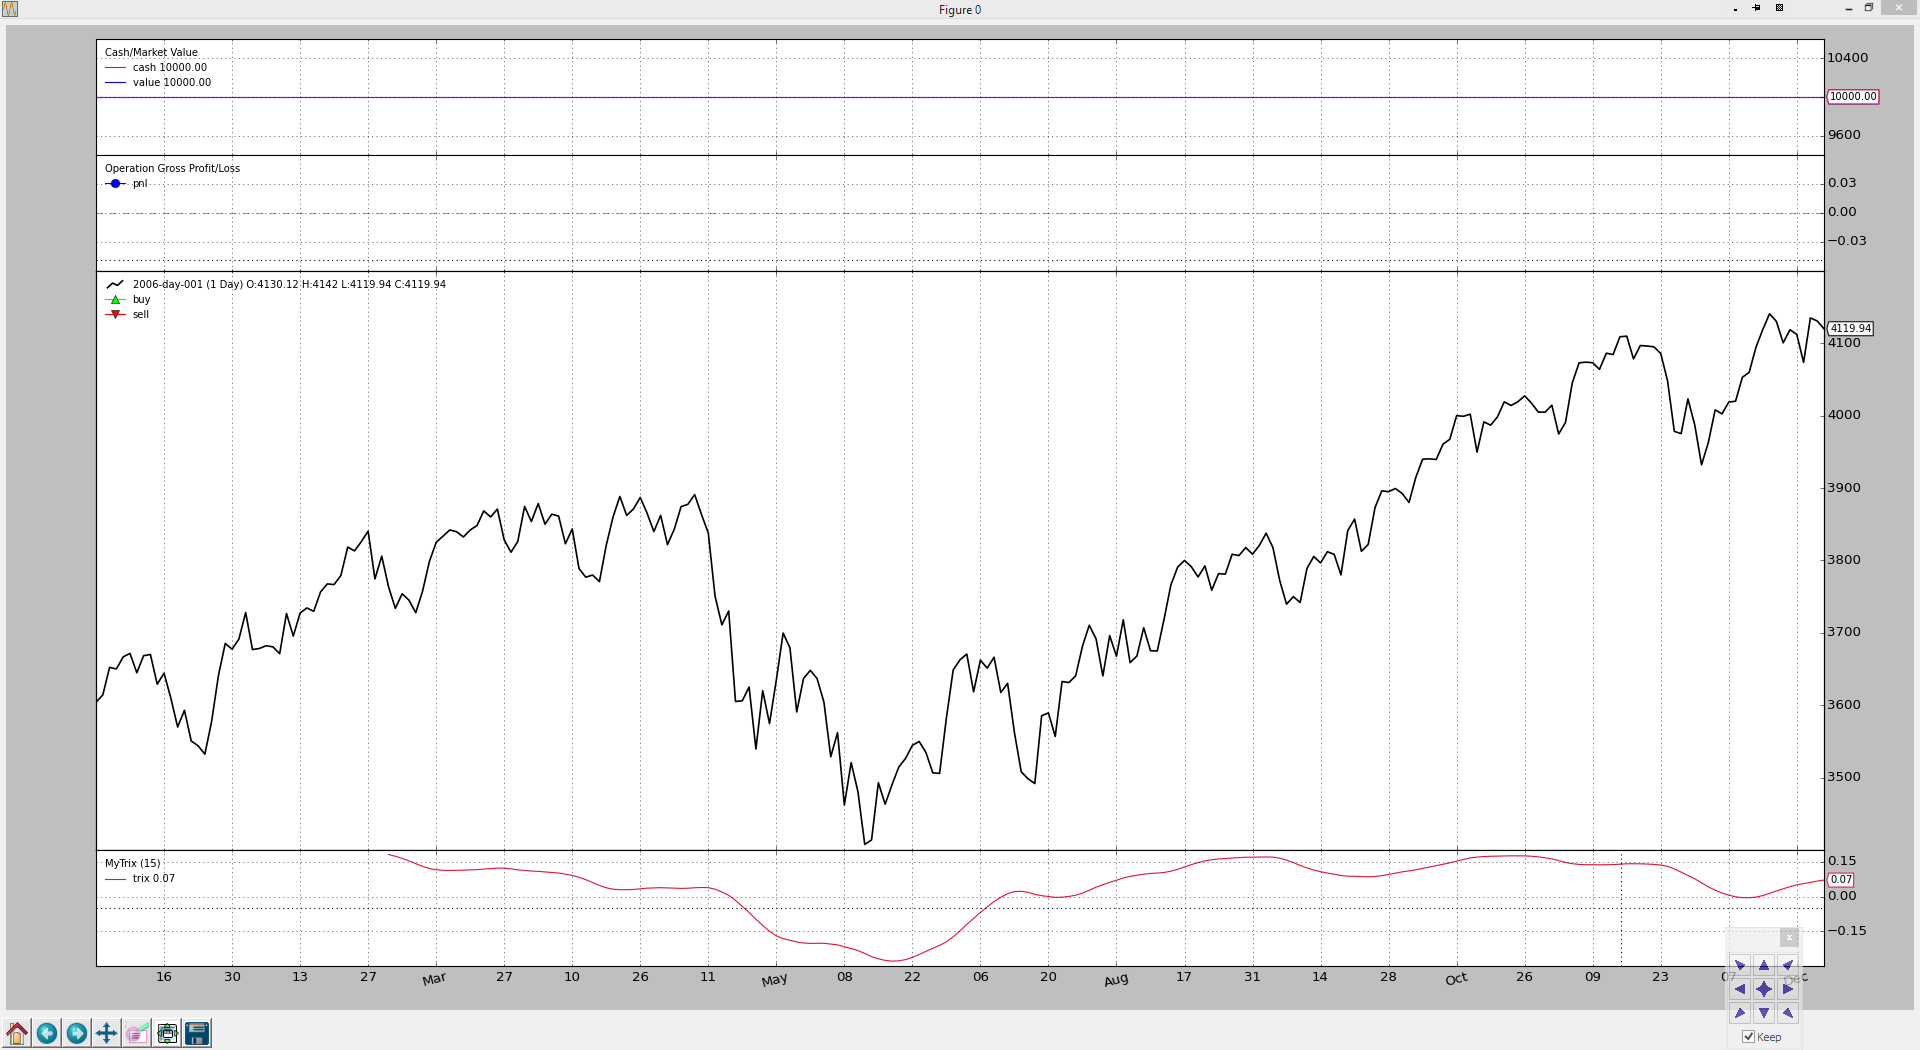 Figure 0
Cash/Market Value
cash 10000.00
value 10000.00
10400
10000.00
9600
Operation Gross Profit/Loss
pnl
0.03
0.00
−0.03
2006-day-001 (1 Day) O:4130.12 H:4142 L:4119.94 C:4119.94
buy
sell
4119.94
4100
4000
3900
3800
3700
3600
3500
MyTrix (15)
trix 0.07
0.15
0.07
0.00
−0.15
16 30 13 27 Mar 27 10 26 11 May 08 22 06 20 Aug 17 31 14 28 Oct 26 09 23 07 Dec
Keep